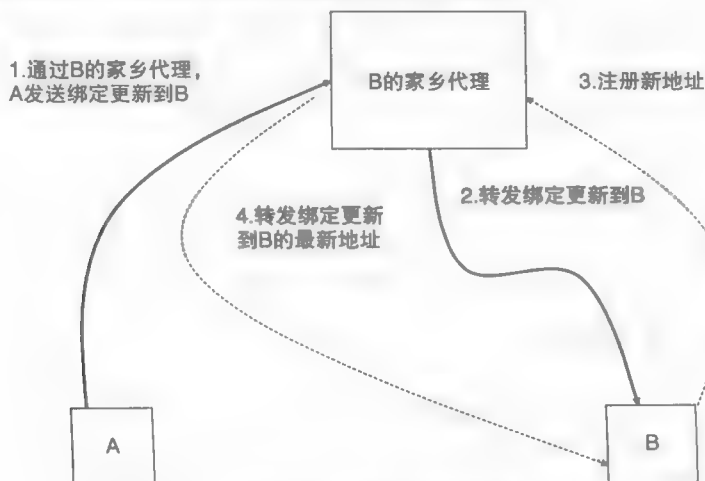 1.通过B的家乡代理，
A发送绑定更新到B
B的家乡代理
3.注册新地址
2.转发绑定更新到B
4.转发绑定更新
到B的最新地址
A
B